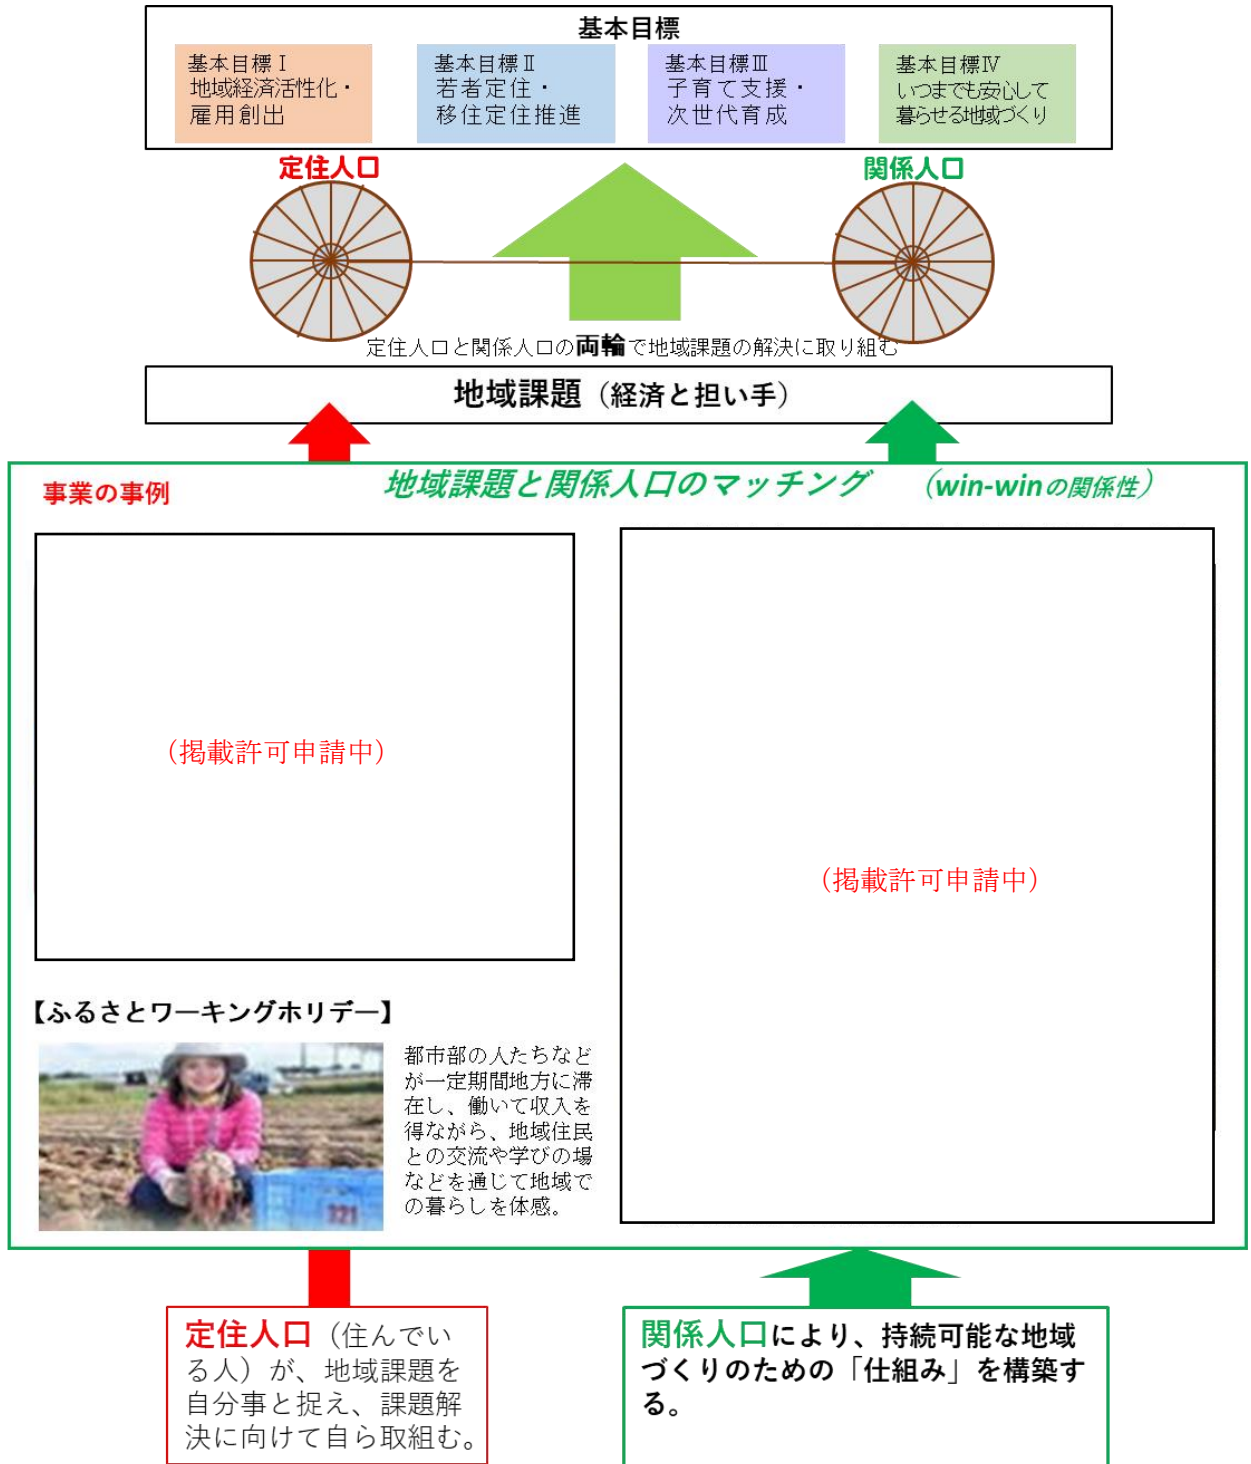 基本目標
基本目標Ⅰ
地域経済活性化・
雇用創出
基本目標Ⅱ
若者定住・
移住定住推進
基本目標Ⅲ
子育て支援・
次世代育成
基本目標Ⅳ
いつまでも安心して
暮らせる地域づくり
定住人口
関係人口
定住人口と関係人口の両輪で地域課題の解決に取り組む
地域課題（経済と担い手）
事業の事例
地域課題と関係人口のマッチング （win-winの関係性）
（掲載許可申請中）
（掲載許可申請中）
【ふるさとワーキングホリデー】
都市部の人たちなど
が一定期間地方に滞
在し、働いて収入を
得ながら、地域住民
との交流や学びの場
などを通じて地域で
の暮らしを体感。
321
定住人口（住んでい
る人）が、地域課題を
自分事と捉え、課題解
決に向けて自ら取組む。
関係人口により、持続可能な地域
づくりのための「仕組み」を構築す
る。